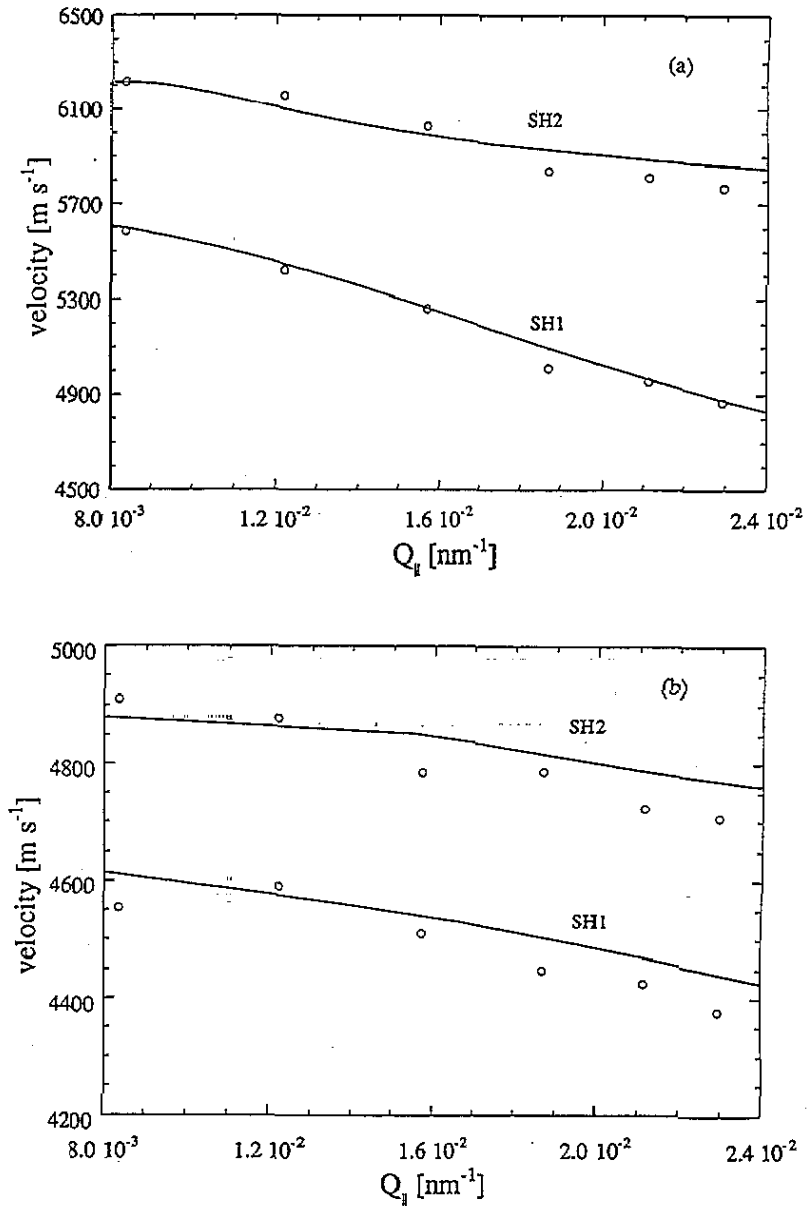 6500
(a)
6100
SH2
5700
velocity [m s⁻¹]
5300
SH1
4900
4500
8.0 10⁻³ 1.2 10⁻² 1.6 10⁻² 2.0 10⁻² 2.4 10⁻²
Q∥ [nm⁻¹]
5000
(b)
SH2
4800
velocity [m s⁻¹]
4600
SH1
4400
4200
8.0 10⁻³ 1.2 10⁻² 1.6 10⁻² 2.0 10⁻² 2.4 10⁻²
Q∥ [nm⁻¹]